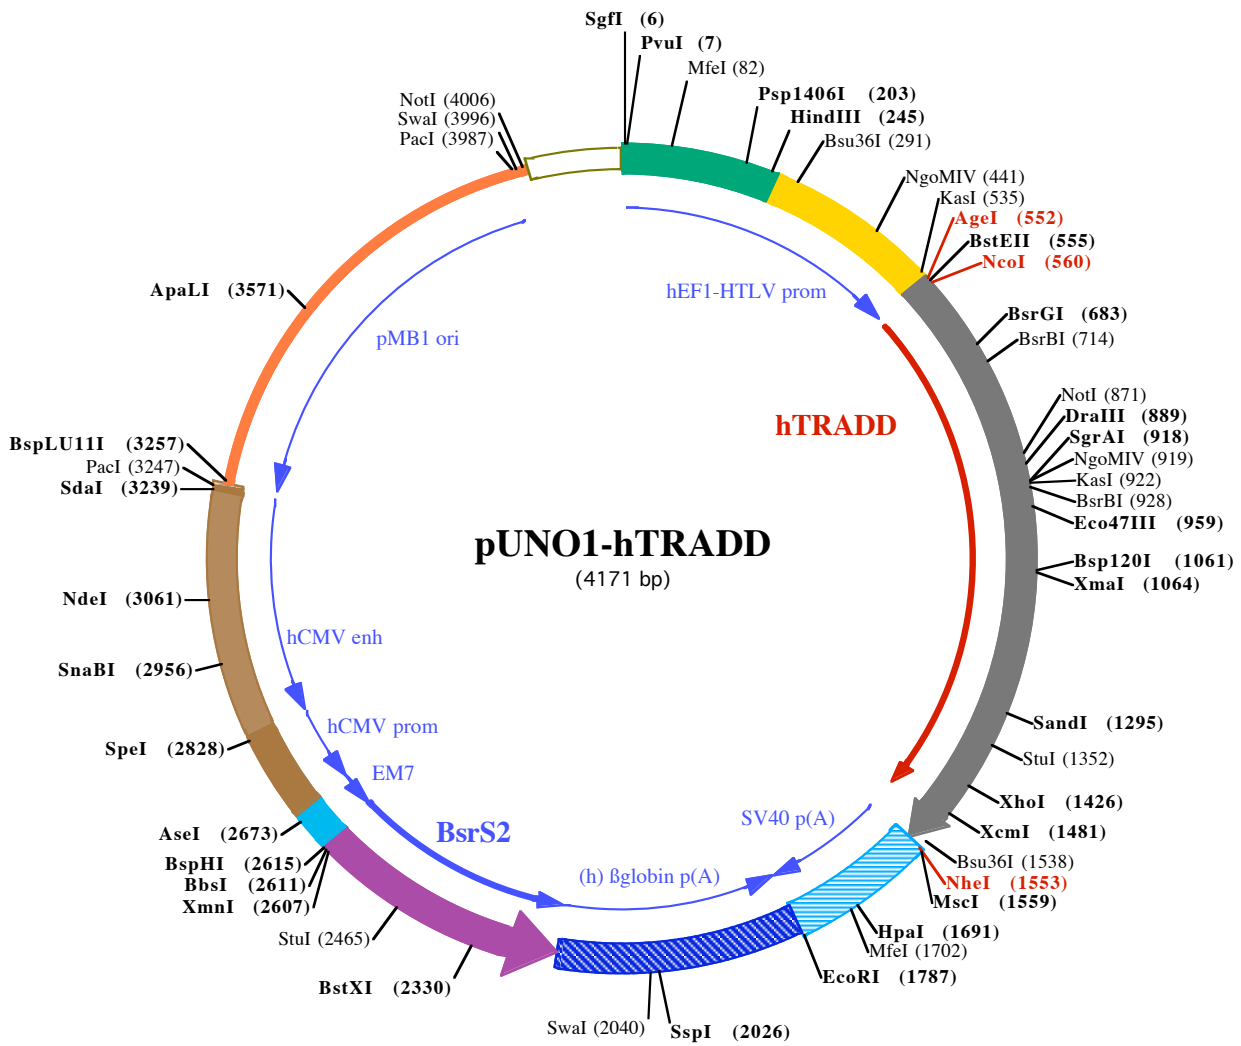 SgfI (6)
PvuI (7)
MfeI (82)
Psp1406I (203)
HindIII (245)
Bsu36I (291)
NgoMIV (441)
KasI (535)
AgeI (552)
BstEII (555)
NcoI (560)
BsrGI (683)
BsrBI (714)
NotI (871)
DraIII (889)
SgrAI (918)
NgoMIV (919)
KasI (922)
BsrBI (928)
Eco47III (959)
Bsp120I (1061)
XmaI (1064)
SandI (1295)
StuI (1352)
XhoI (1426)
XcmI (1481)
Bsu36I (1538)
NheI (1553)
MscI (1559)
HpaI (1691)
MfeI (1702)
EcoRI (1787)
SspI (2026)
SwaI (2040)
BstXI (2330)
StuI (2465)
XmnI (2607)
BbsI (2611)
BspHI (2615)
AseI (2673)
SpeI (2828)
SnaBI (2956)
NdeI (3061)
SdaI (3239)
PacI (3247)
BspLU11I (3257)
ApaLI (3571)
PacI (3987)
SwaI (3996)
NotI (4006)
hEF1-HTLV prom
pMB1 ori
hTRADD
pUNO1-hTRADD
(4171 bp)
hCMV enh
hCMV prom
EM7
BsrS2
SV40 p(A)
(h) ßglobin p(A)